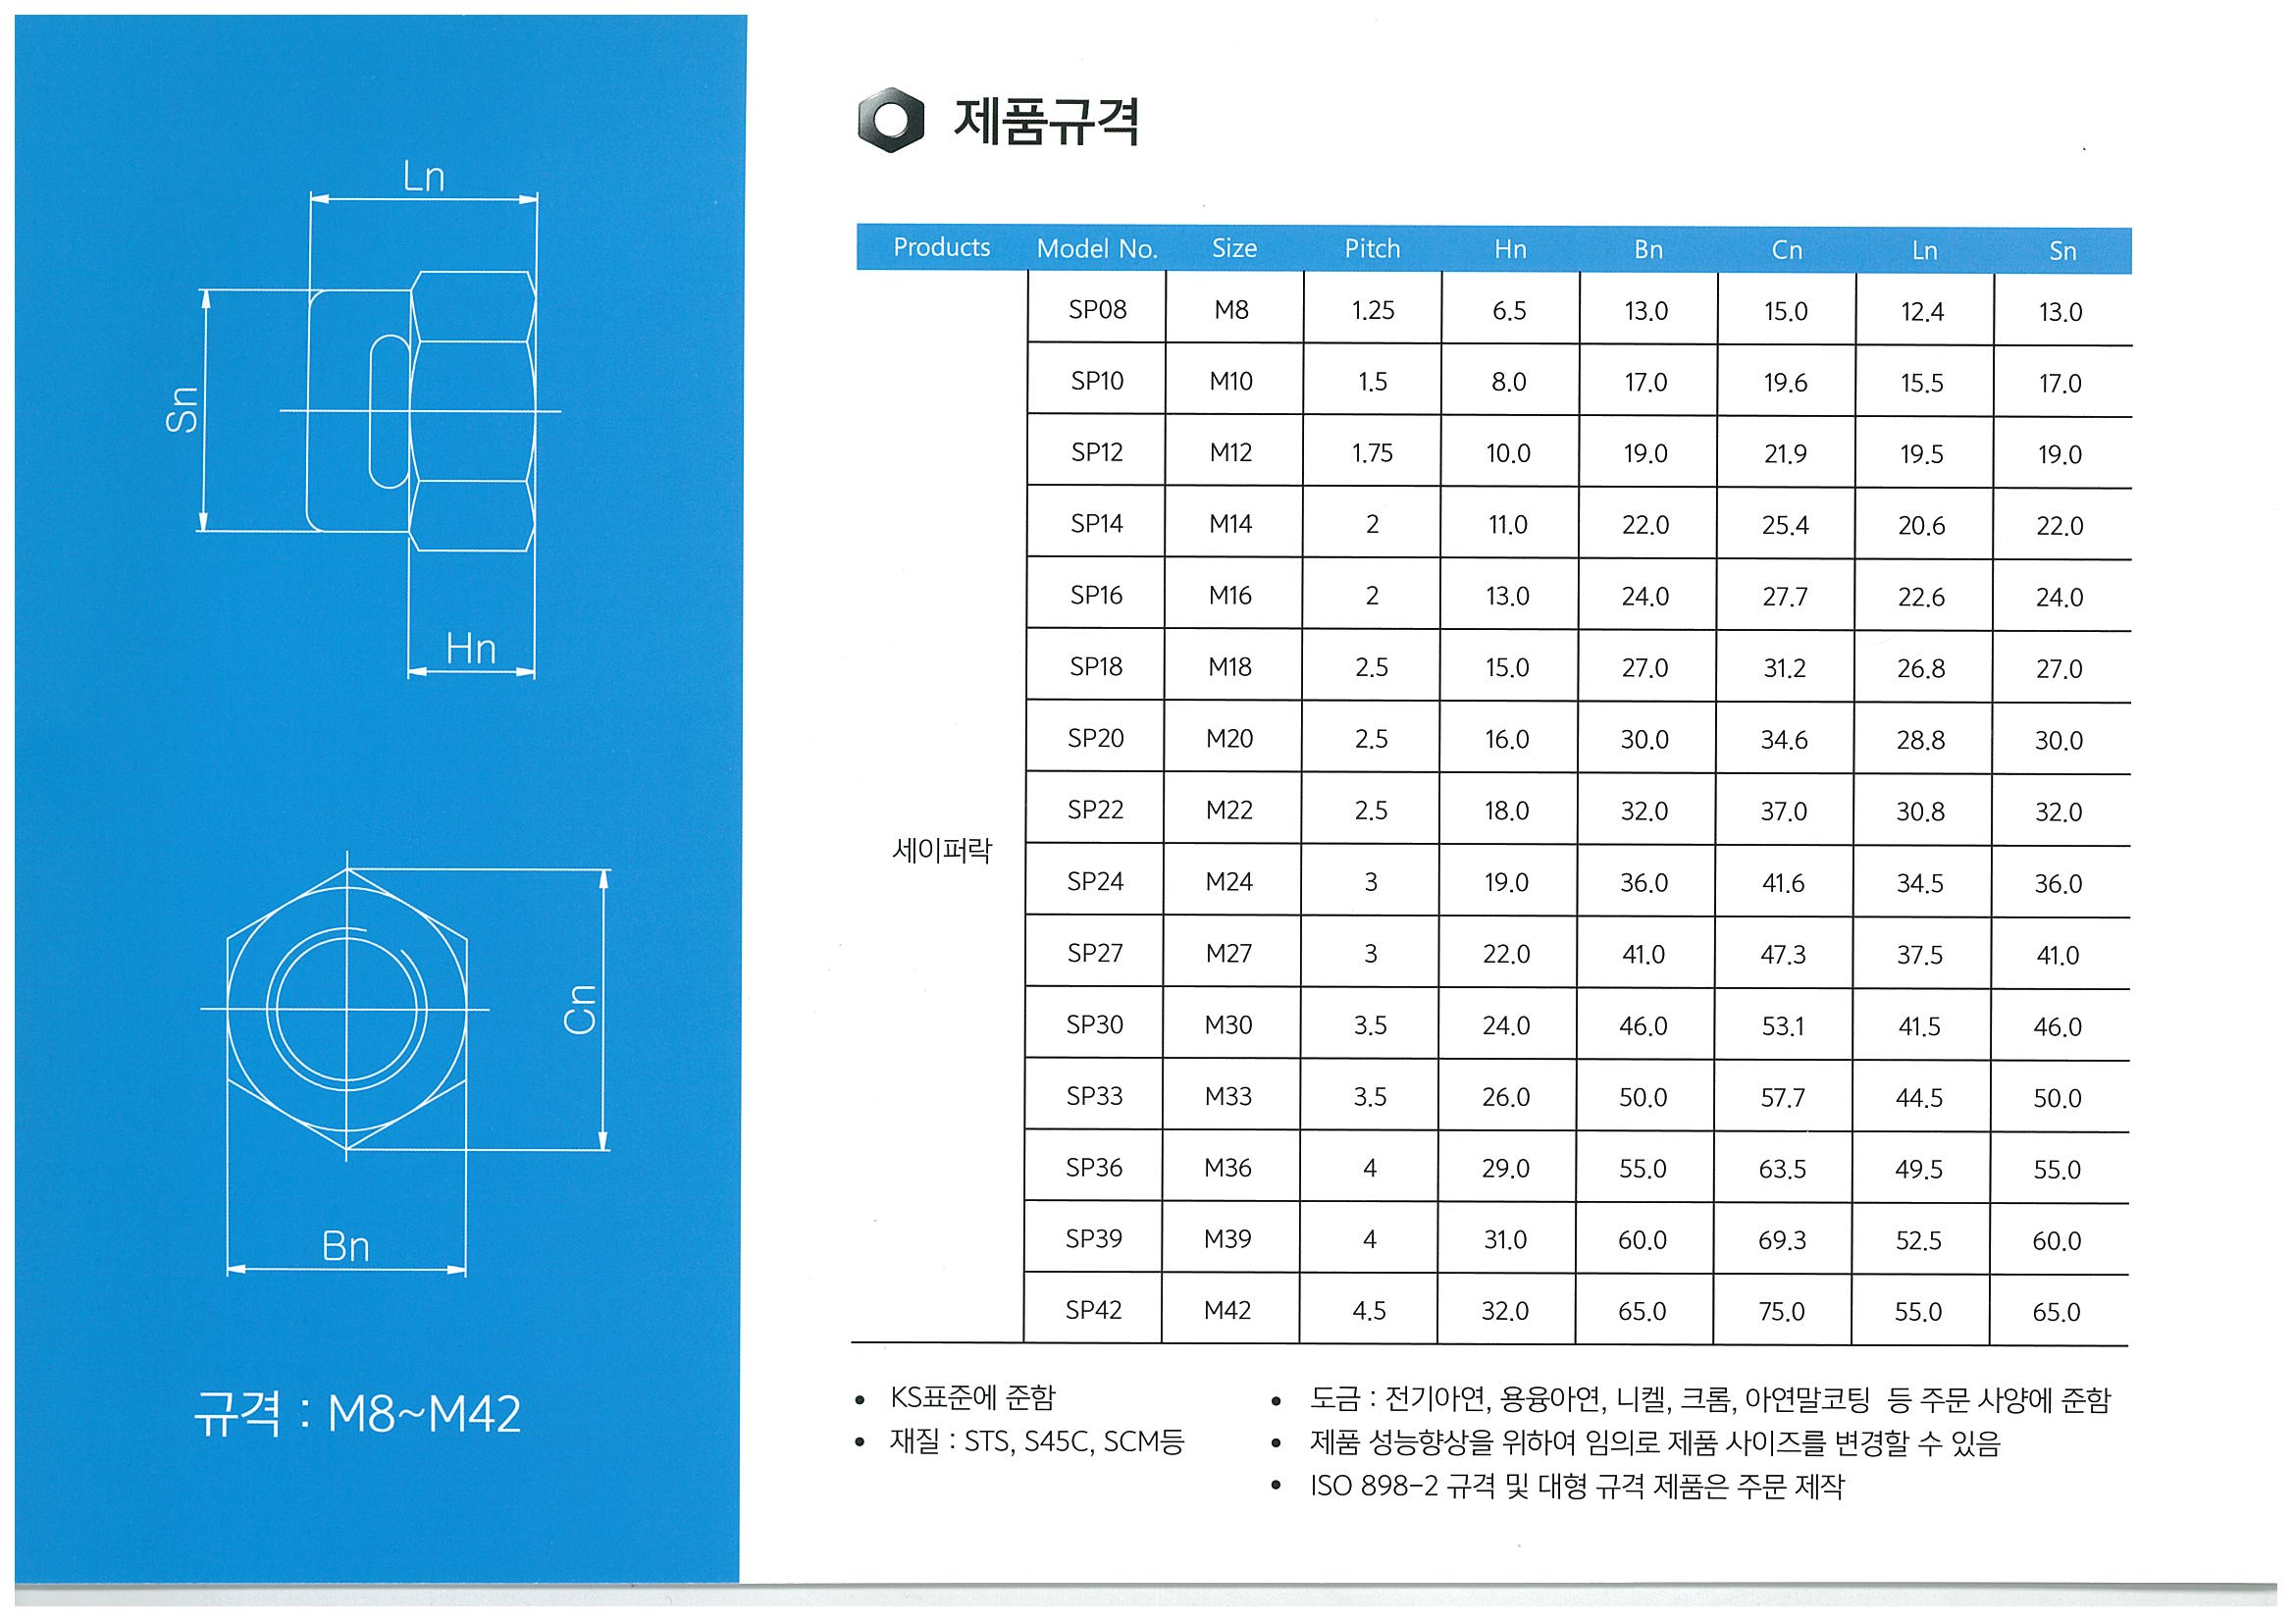 Ln
Sn
Hn
Cn
Bn
규격 : M8~M42
제품규격
Products Model No. Size Pitch Hn Bn Cn Ln Sn
세이퍼락
SP08 M8 1.25 6.5 13.0 15.0 12.4 13.0
SP10 M10 1.5 8.0 17.0 19.6 15.5 17.0
SP12 M12 1.75 10.0 19.0 21.9 19.5 19.0
SP14 M14 2 11.0 22.0 25.4 20.6 22.0
SP16 M16 2 13.0 24.0 27.7 22.6 24.0
SP18 M18 2.5 15.0 27.0 31.2 26.8 27.0
SP20 M20 2.5 16.0 30.0 34.6 28.8 30.0
SP22 M22 2.5 18.0 32.0 37.0 30.8 32.0
SP24 M24 3 19.0 36.0 41.6 34.5 36.0
SP27 M27 3 22.0 41.0 47.3 37.5 41.0
SP30 M30 3.5 24.0 46.0 53.1 41.5 46.0
SP33 M33 3.5 26.0 50.0 57.7 44.5 50.0
SP36 M36 4 29.0 55.0 63.5 49.5 55.0
SP39 M39 4 31.0 60.0 69.3 52.5 60.0
SP42 M42 4.5 32.0 65.0 75.0 55.0 65.0
• KS표준에 준함
• 재질 : STS, S45C, SCM등
• 도금 : 전기아연, 용융아연, 니켈, 크롬, 아연말코팅 등 주문 사양에 준함
• 제품 성능향상을 위하여 임의로 제품 사이즈를 변경할 수 있음
• ISO 898-2 규격 및 대형 규격 제품은 주문 제작